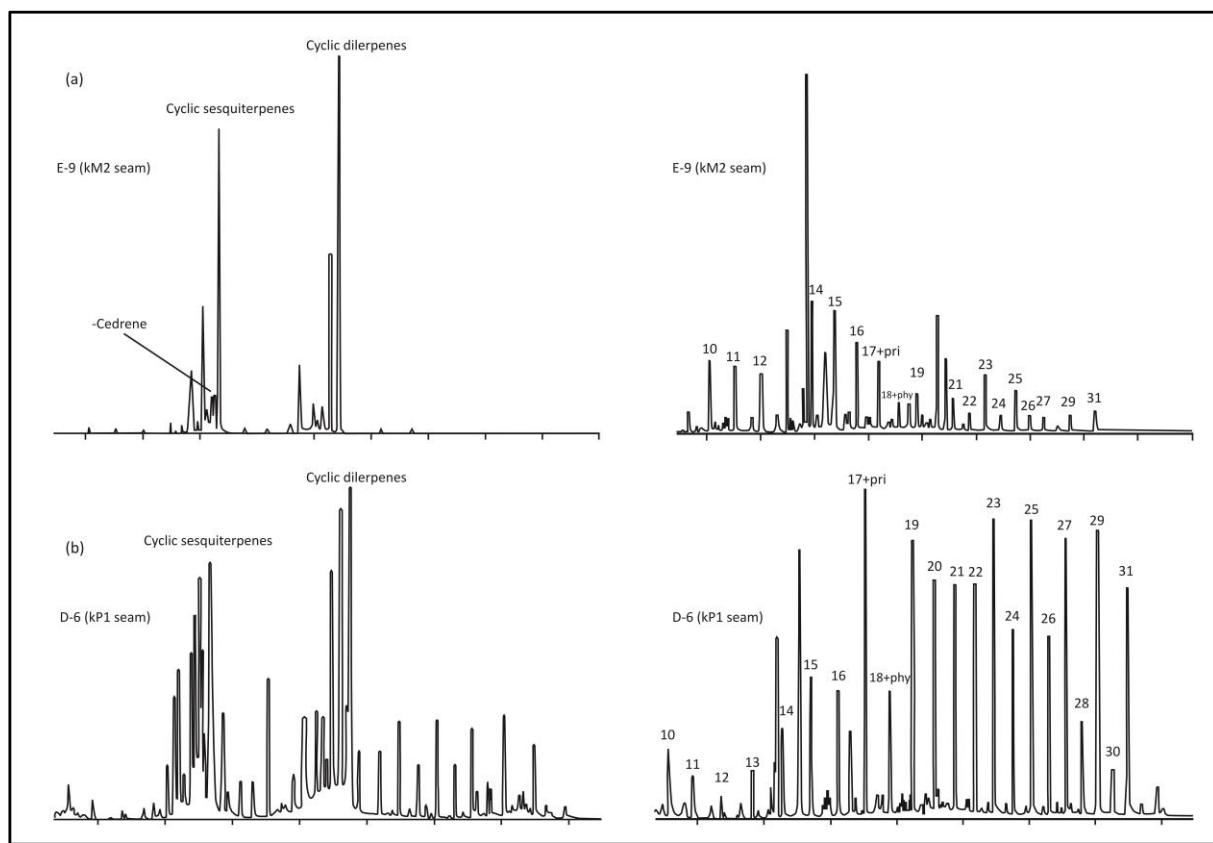 (a)
Cyclic dilerpenes
Cyclic sesquiterpenes
E-9 (kM2 seam)
-Cedrene
E-9 (kM2 seam)
10
11
12
14
15
16
17+pri
18+phy
19
21
22
23
24
25
26
27
29
31
(b)
Cyclic dilerpenes
Cyclic sesquiterpenes
D-6 (kP1 seam)
D-6 (kP1 seam)
10
11
12
13
14
15
16
17+pri
18+phy
19
20
21
22
23
24
25
26
27
28
29
30
31